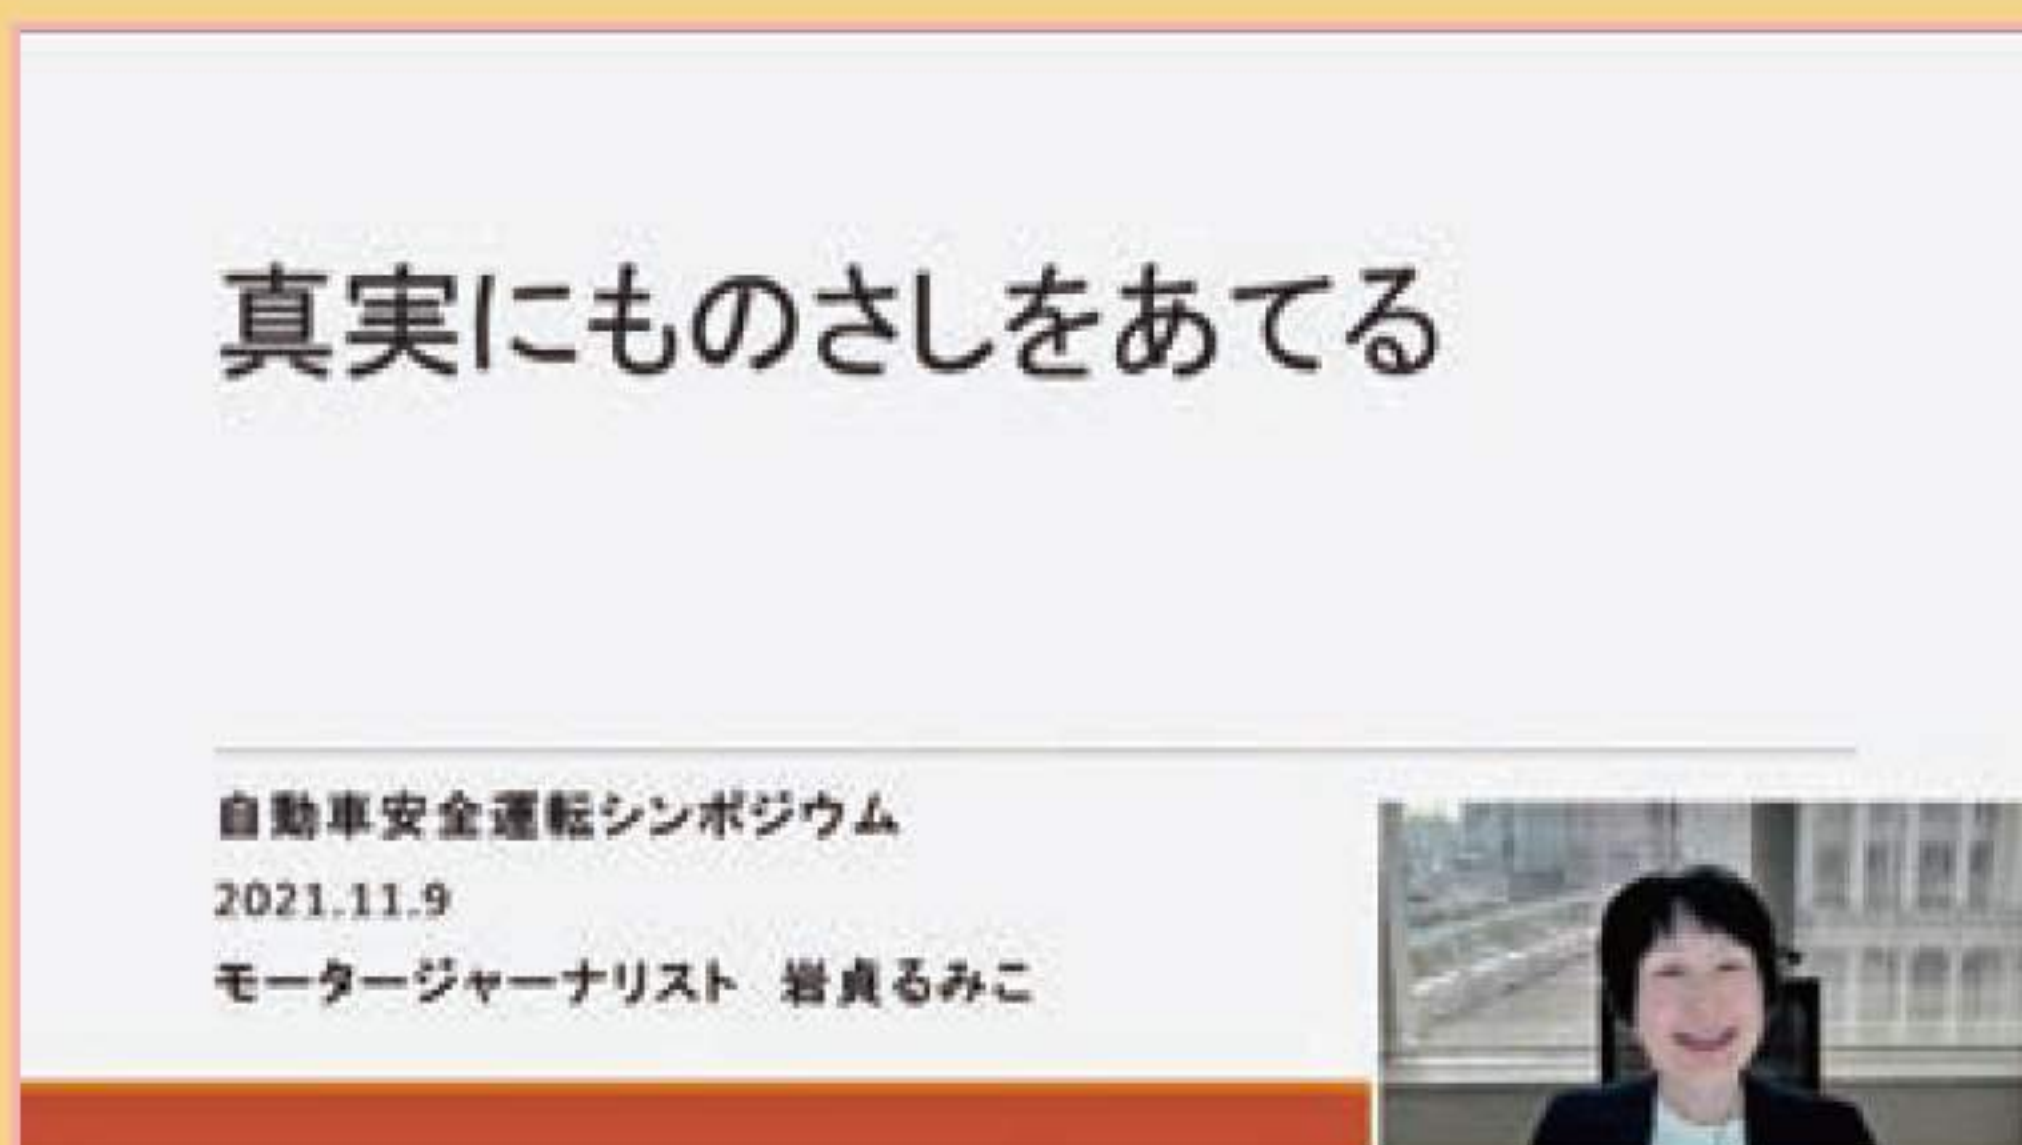 真実にものさしをあてる
自動車安全運転シンポジウム
2021.11.9
モータージャーナリスト 岩貞るみこ